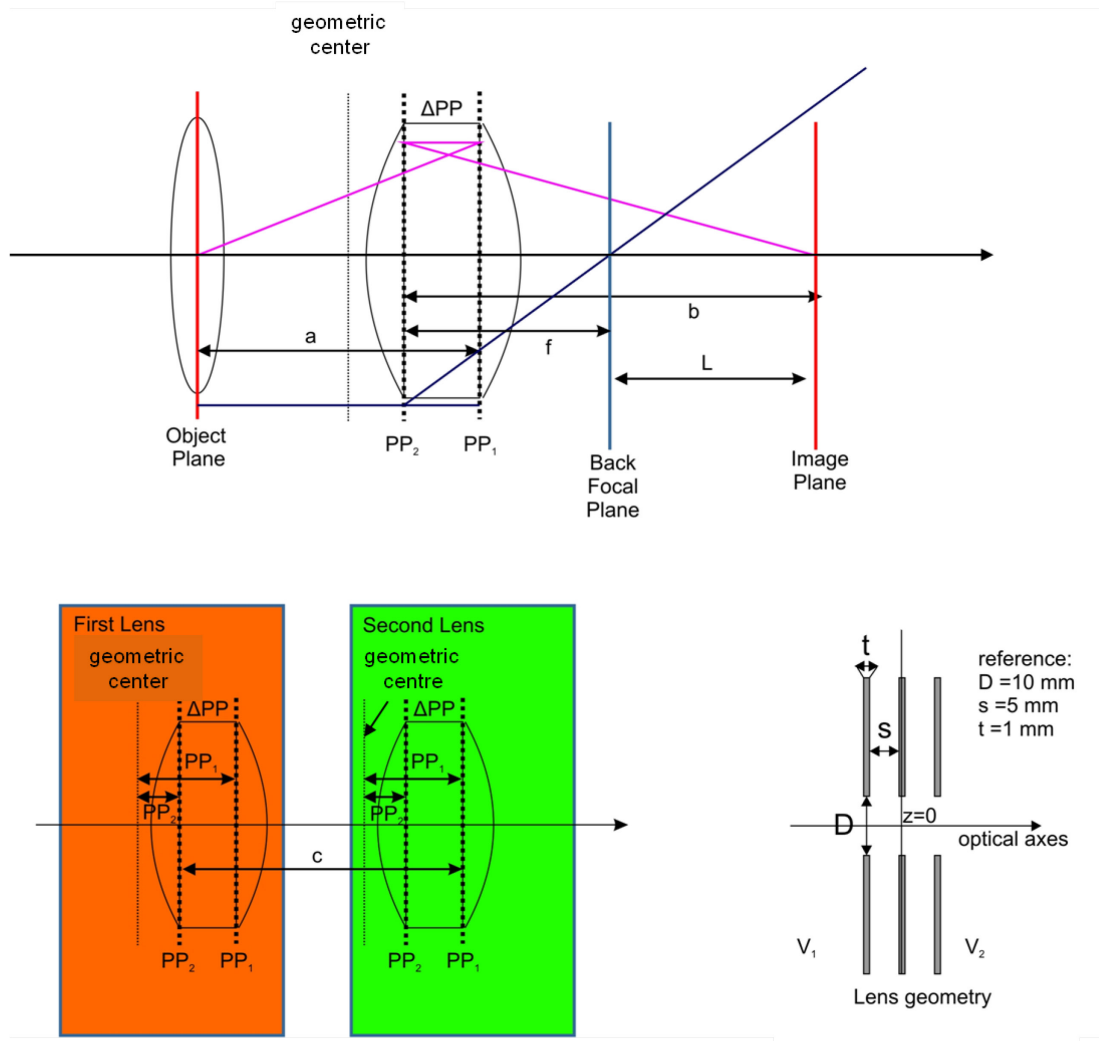 geometric
center
ΔPP
a
b
f
L
Object
Plane
PP₂
PP₁
Back
Focal
Plane
Image
Plane
First Lens
geometric
center
ΔPP
PP₁
PP₂
c
PP₂
PP₁
Second Lens
geometric
centre
ΔPP
PP₁
PP₂
PP₂
PP₁
t
s
D
z=0
optical axes
V₁
V₂
Lens geometry
reference:
D =10 mm
s =5 mm
t =1 mm